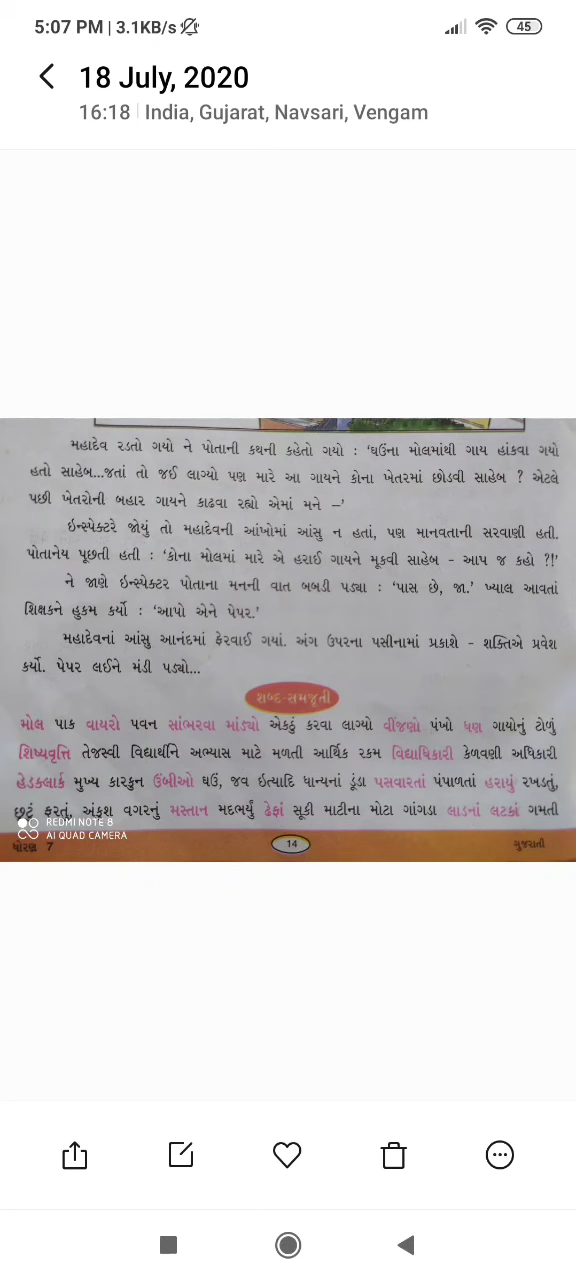 5:07 PM | 3.1KB/s
45
18 July, 2020
16:18 | India, Gujarat, Navsari, Vengam
મહાદેવ રડતો ગયો ને પોતાની કથની કહેતો ગયો : ‘ઘઉંના મોલમાંથી ગાય હાંકવા ગયો
હતો સાહેબ...જતાં તો જઈ લાગ્યો પણ મારે આ ગાયને કોના ખેતરમાં છોડવી સાહેબ ? એટલે
પછી ખેતરોની બહાર ગાયને કાઢવા રહ્યો એમાં મને –’
ઇન્સ્પેક્ટરે જોયું તો મહાદેવની આંખોમાં આંસુ ન હતાં, પણ માનવતાની સરવાણી હતી.
પોતાનેય પૂછતી હતી : ‘કોના મોલમાં મારે એ હરાઈ ગાયને મૂકવી સાહેબ - આપ જ કહો ?!’
ને જાણે ઇન્સ્પેક્ટર પોતાના મનની વાત બબડી પડ્યા : ‘પાસ છે, જા.’ ખ્યાલ આવતાં
શિક્ષકને હુકમ કર્યો : ‘આપો એને પેપર.’
મહાદેવનાં આંસુ આનંદમાં ફેરવાઈ ગયાં. અંગ ઉપરના પસીનામાં પ્રકાશે - શક્તિએ પ્રવેશ
કર્યો. પેપર લઈને મંડી પડ્યો...
શબ્દ-સમજૂતી
મોલ પાક વાયરો પવન સાંભરવા માંડ્યો એકઠું કરવા લાગ્યો વીંજણો પંખો ધણ ગાયોનું ટોળું
શિષ્યવૃત્તિ તેજસ્વી વિદ્યાર્થીને અભ્યાસ માટે મળતી આર્થિક રકમ વિદ્યાધિકારી કેળવણી અધિકારી
હેડક્લાર્ક મુખ્ય કારકુન ઉંબીઓ ઘઉં, જવ ઇત્યાદિ ધાન્યનાં ડૂંડા પસવારતાં પંપાળતાં હરાયું રખડતું,
છૂટું ફરતું, અંકુશ વગરનું મસ્તાન મદભર્યું ઢેફાં સૂકી માટીના મોટા ગાંગડા લાડનાં લટકાં ગમતી
REDMI NOTE 8
AI QUAD CAMERA
ધોરણ 7
14
ગુજરાતી